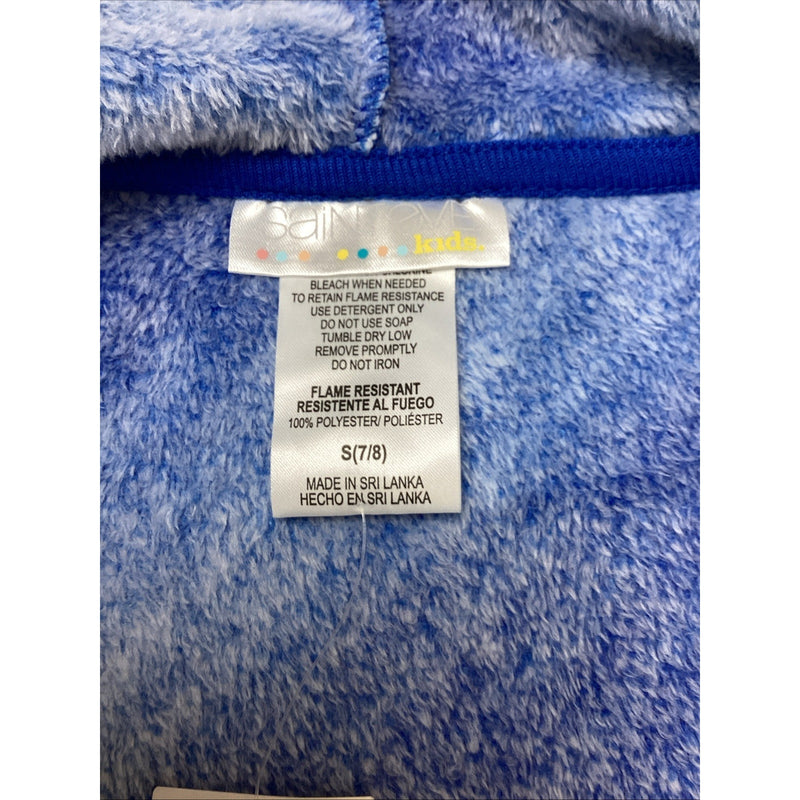 Saint Eve
kids.
BLEACH WHEN NEEDED
TO RETAIN FLAME RESISTANCE
USE DETERGENT ONLY
DO NOT USE SOAP
TUMBLE DRY LOW
REMOVE PROMPTLY
DO NOT IRON
FLAME RESISTANT
RESISTENTE AL FUEGO
100% POLYESTER/ POLIÉSTER
S(7/8)
MADE IN SRI LANKA
HECHO EN SRI LANKA